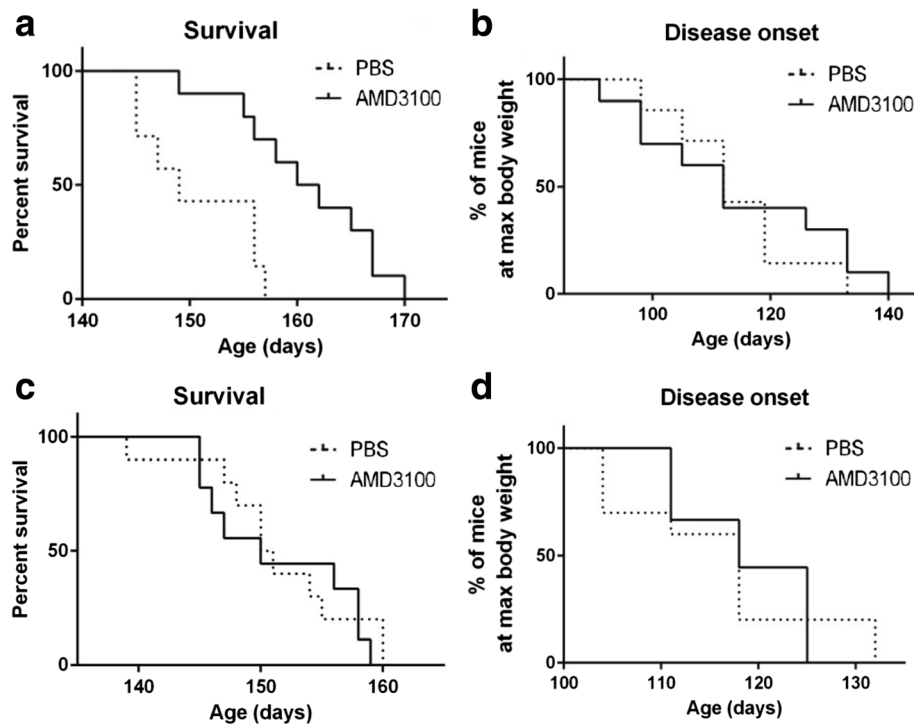 a
Survival
PBS
AMD3100
Percent survival
100
50
0
140 150 160 170
Age (days)
b
Disease onset
PBS
AMD3100
% of mice
at max body weight
100
50
0
100 120 140
Age (days)
c
Survival
PBS
AMD3100
Percent survival
100
50
0
140 150 160
Age (days)
d
Disease onset
PBS
AMD3100
% of mice
at max body weight
100
50
0
100 110 120 130
Age (days)